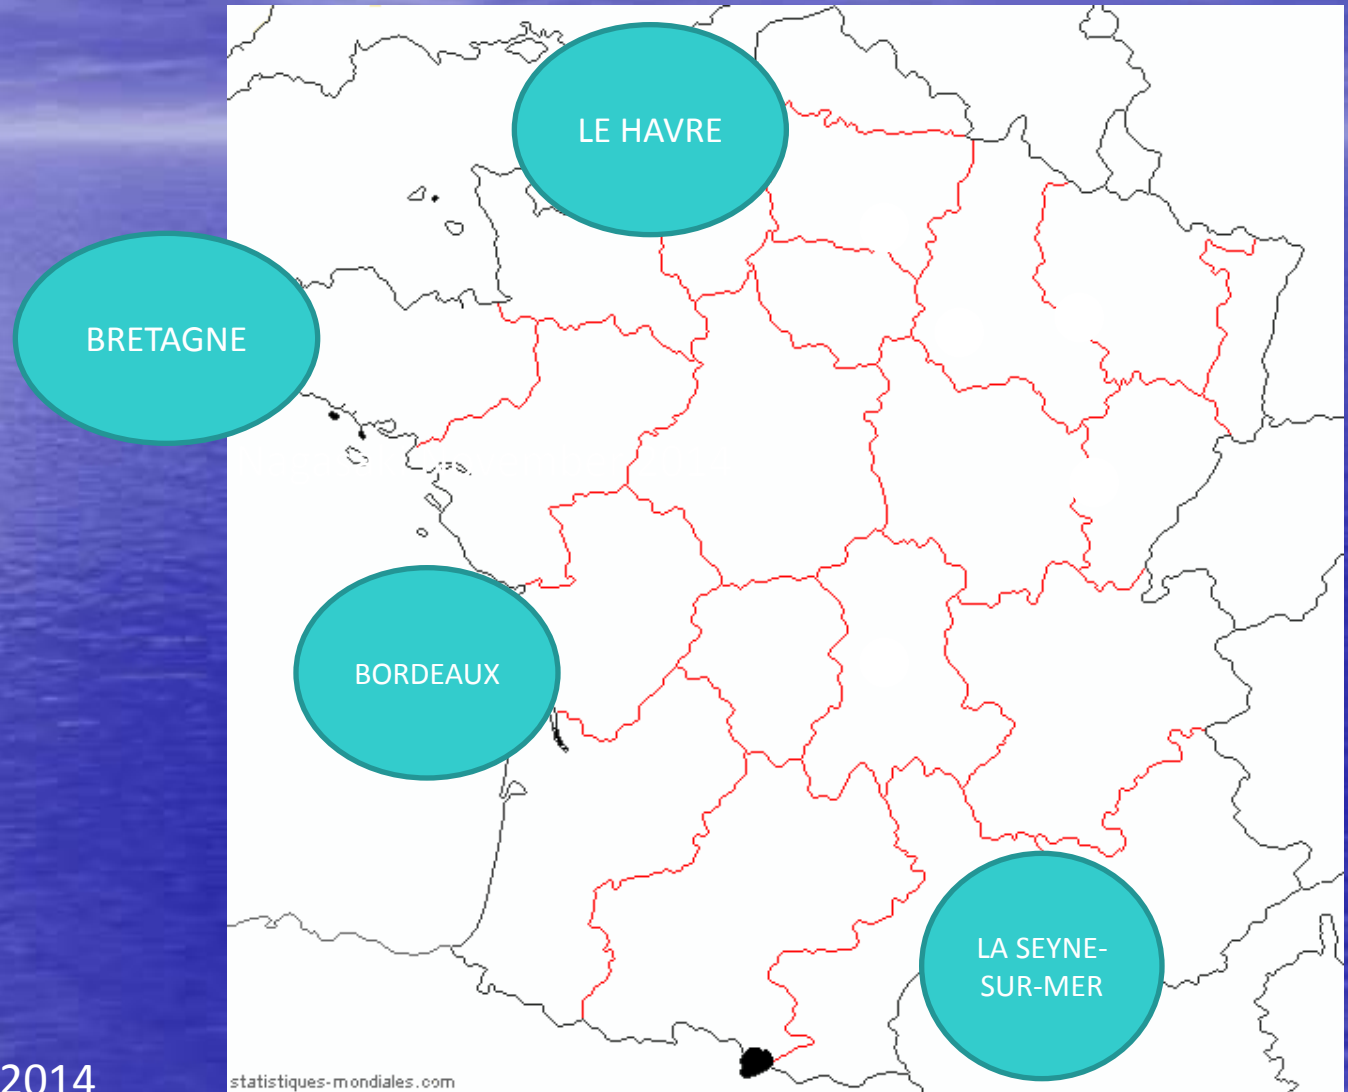 LE HAVRE
BRETAGNE
BORDEAUX
LA SEYNE-
SUR-MER
2014
statistiques-mondiales.com